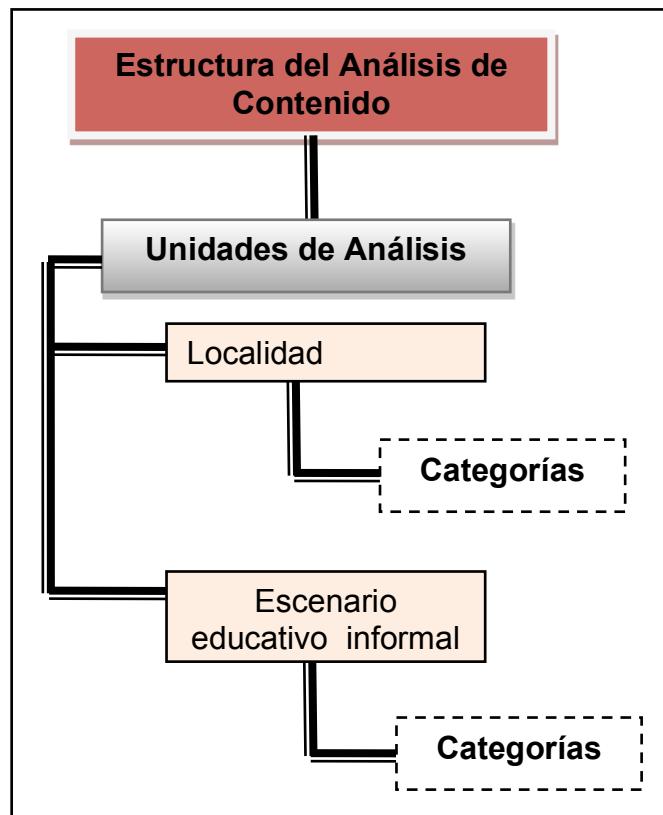 Estructura del Análisis de
Contenido
Unidades de Análisis
Localidad
Categorías
Escenario
educativo informal
Categorías